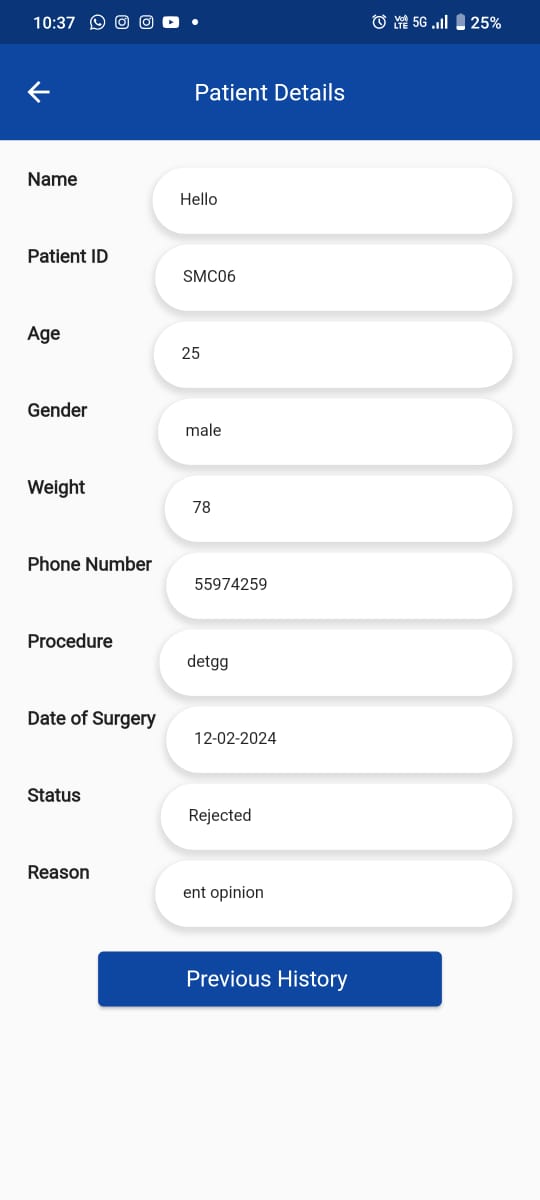 10:37 Vo) LTE 5G 25%
Patient Details
Name
Hello
Patient ID
SMC06
Age
25
Gender
male
Weight
78
Phone Number
55974259
Procedure
detgg
Date of Surgery
12-02-2024
Status
Rejected
Reason
ent opinion
Previous History